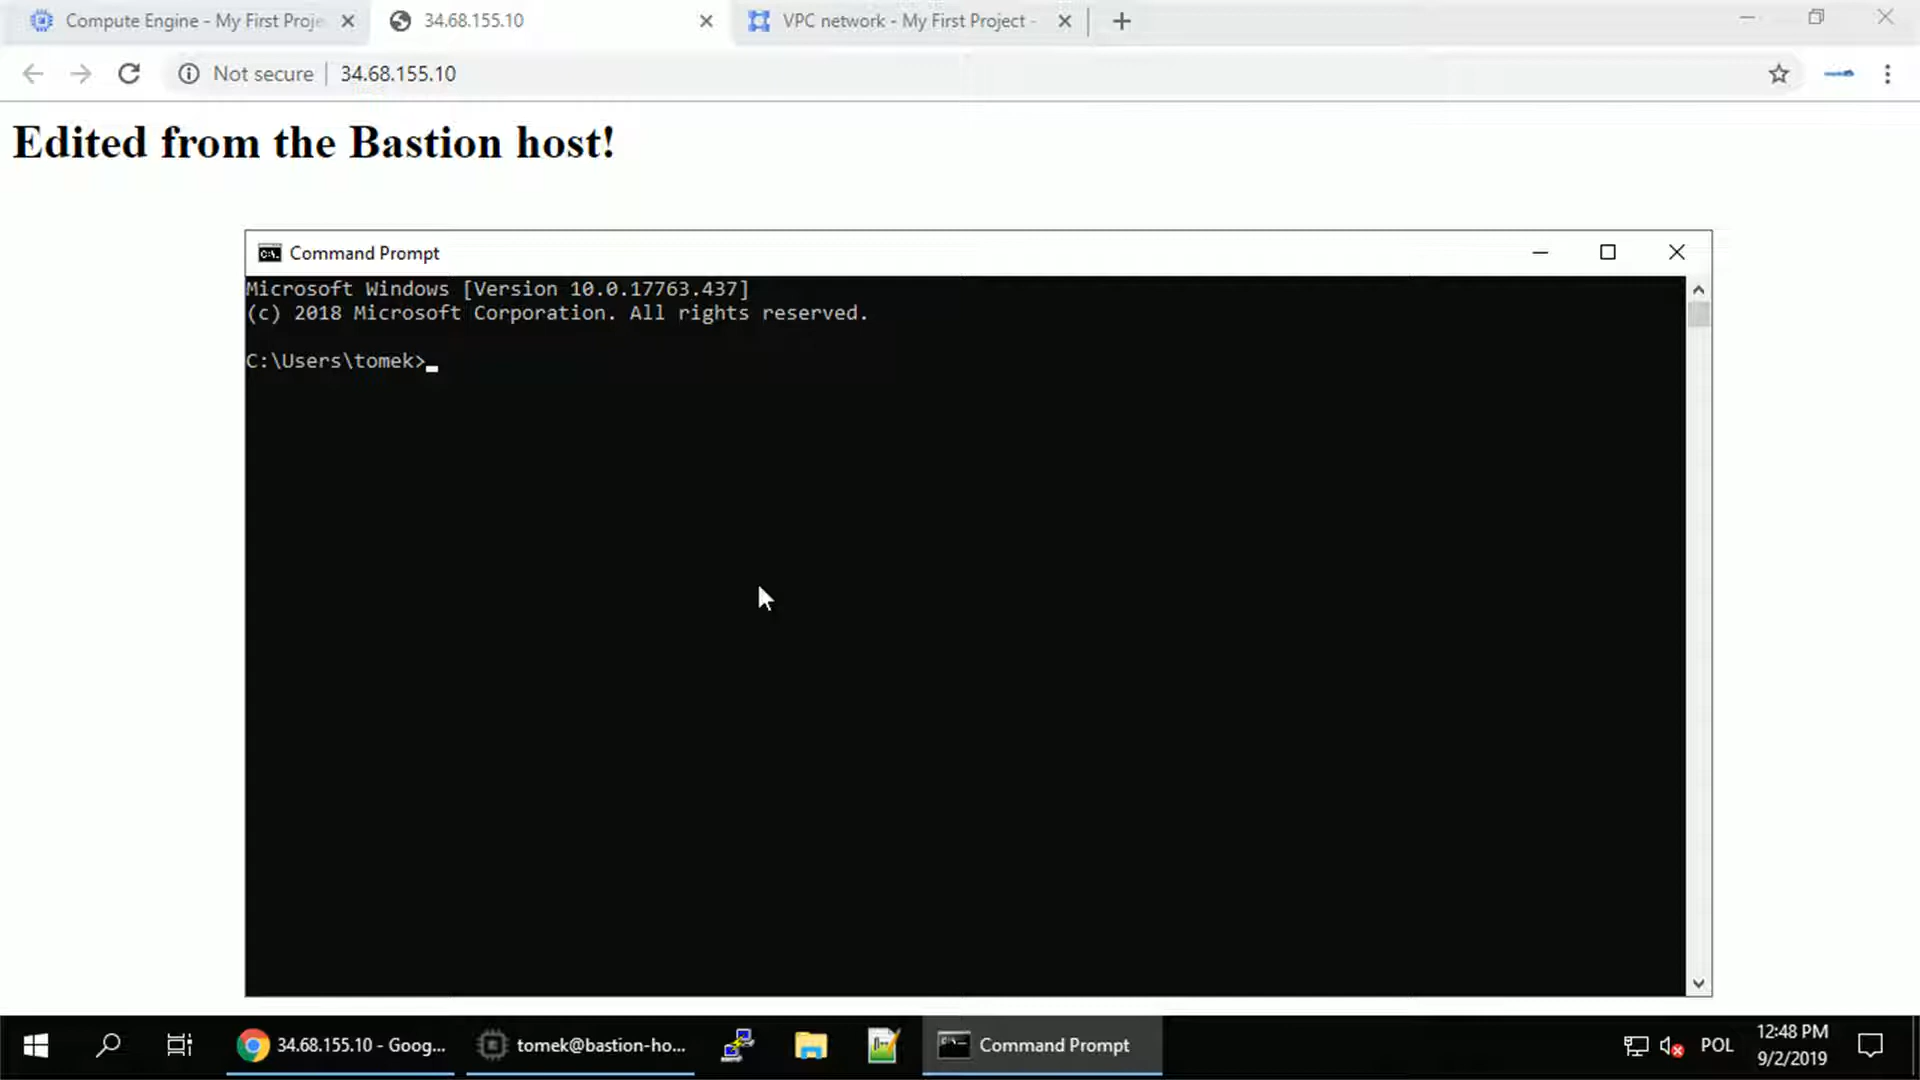 Compute Engine - My First Proje
34.68.155.10
VPC network - My First Project -
Not secure
34.68.155.10
Edited from the Bastion host!
Command Prompt
Microsoft Windows [Version 10.0.17763.437]
(c) 2018 Microsoft Corporation. All rights reserved.
C:\Users\tomek>
34.68.155.10 - Goog...
tomek@bastion-ho...
Command Prompt
POL
12:48 PM
9/2/2019